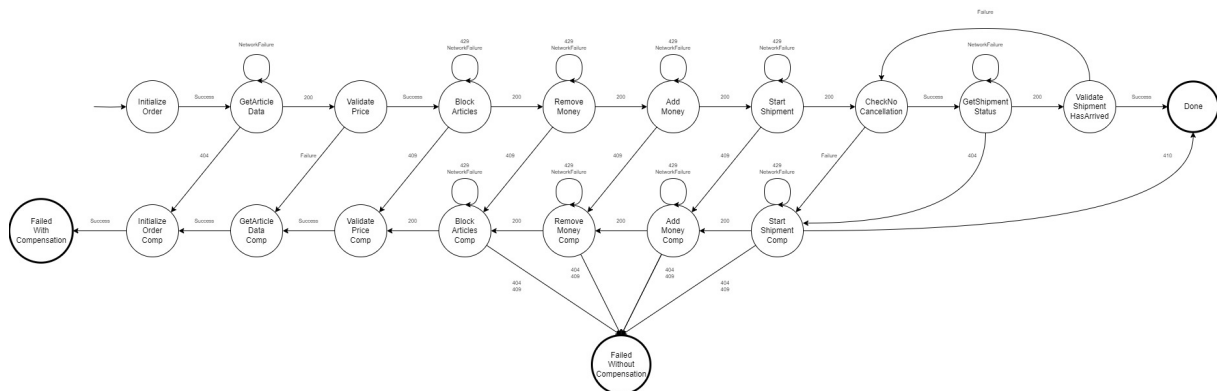 Failure
NetworkFailure
429
NetworkFailure
429
NetworkFailure
429
NetworkFailure
429
NetworkFailure
NetworkFailure
Initialize
Order
Success
GetArticle
Data
200
Validate
Price
Success
Block
Articles
200
Remove
Money
200
Add
Money
200
Start
Shipment
200
CheckNo
Cancellation
Success
GetShipment
Status
200
Validate
Shipment
HasArrived
Success
Done
404
Failure
409
409
409
409
Failure
404
410
429
NetworkFailure
429
NetworkFailure
429
NetworkFailure
429
NetworkFailure
Failed
With
Compensation
Success
Initialize
Order
Comp
Success
GetArticle
Data
Comp
Success
Validate
Price
Comp
200
Block
Articles
Comp
200
Remove
Money
Comp
200
Add
Money
Comp
200
Start
Shipment
Comp
404
409
404
409
404
409
404
409
Failed
Without
Compensation